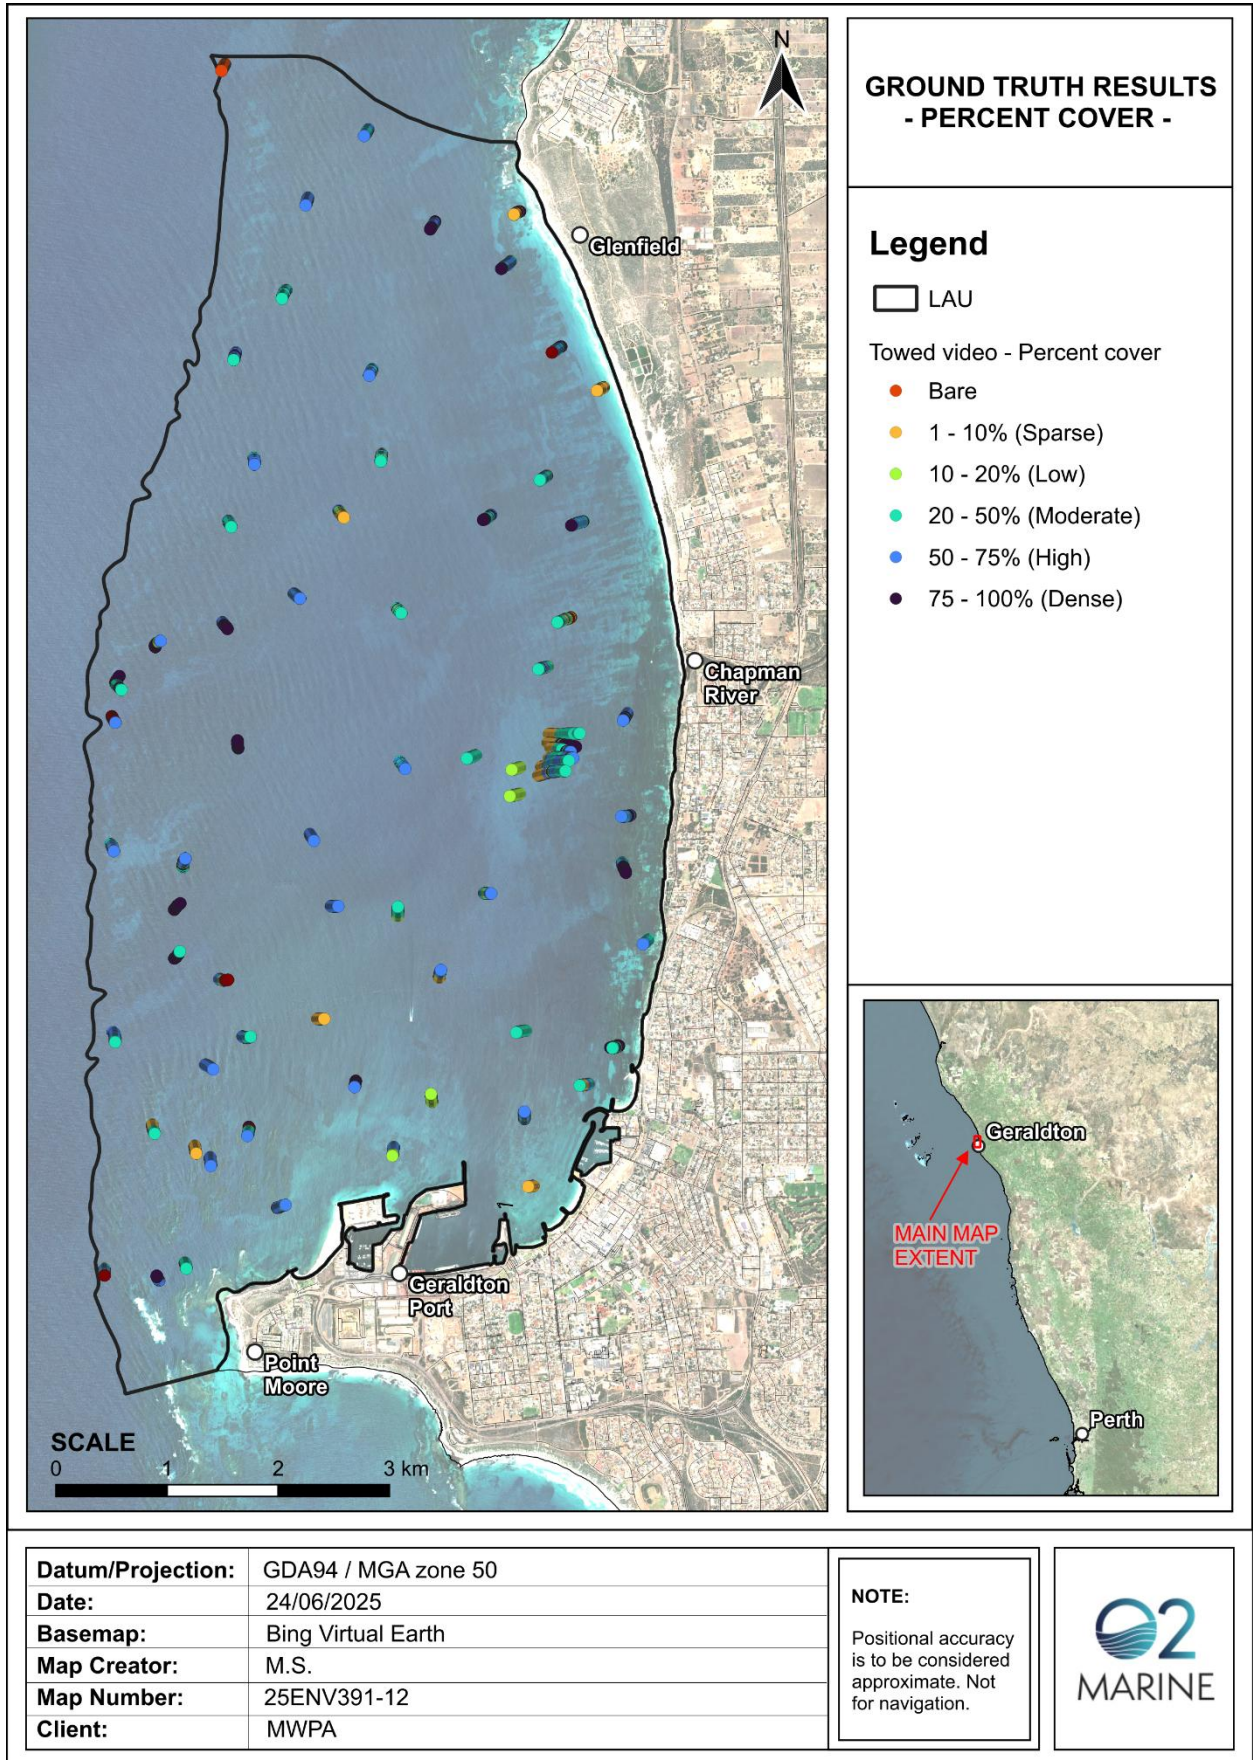 N
Glenfield
Chapman
River
Geraldton
Port
Point
Moore
SCALE
0 1 2 3 km
GROUND TRUTH RESULTS
- PERCENT COVER -
Legend
LAU
Towed video - Percent cover
Bare
1 - 10% (Sparse)
10 - 20% (Low)
20 - 50% (Moderate)
50 - 75% (High)
75 - 100% (Dense)
Geraldton
MAIN MAP
EXTENT
Perth
Datum/Projection: GDA94 / MGA zone 50
Date: 24/06/2025
Basemap: Bing Virtual Earth
Map Creator: M.S.
Map Number: 25ENV391-12
Client: MWPA
NOTE:
Positional accuracy
is to be considered
approximate. Not
for navigation.
O2
MARINE